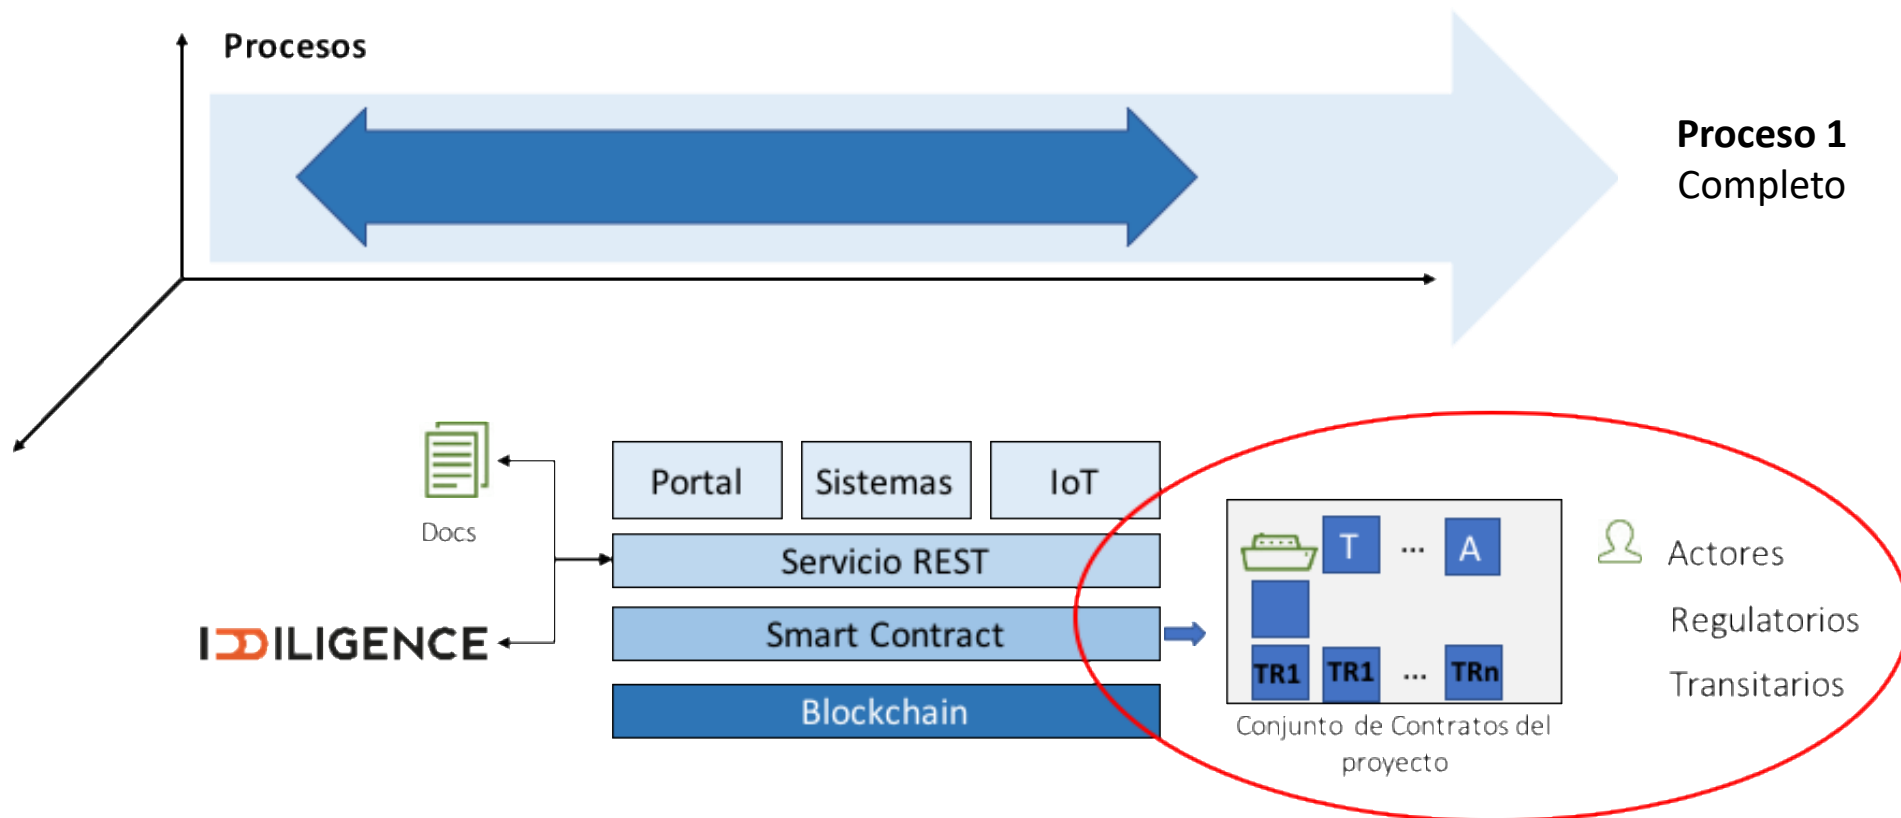 Procesos
Proceso 1
Completo
Docs
Portal
Sistemas
IoT
Servicio REST
IDDILIGENCE
Smart Contract
Blockchain
T
...
A
TR1
TR1
...
TRn
Conjunto de Contratos del
proyecto
Actores
Regulatorios
Transitarios